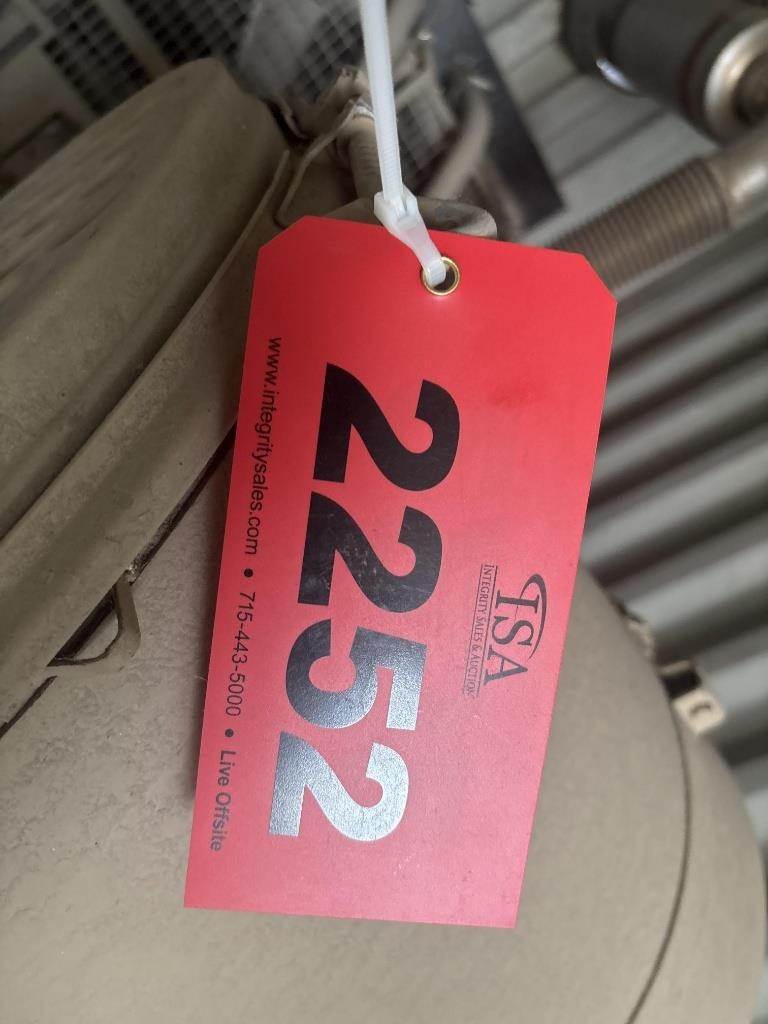 ISA
INTEGRITY SALES & AUCTION
2252
www.integritysales.com • 715-443-5000 • Live Offsite